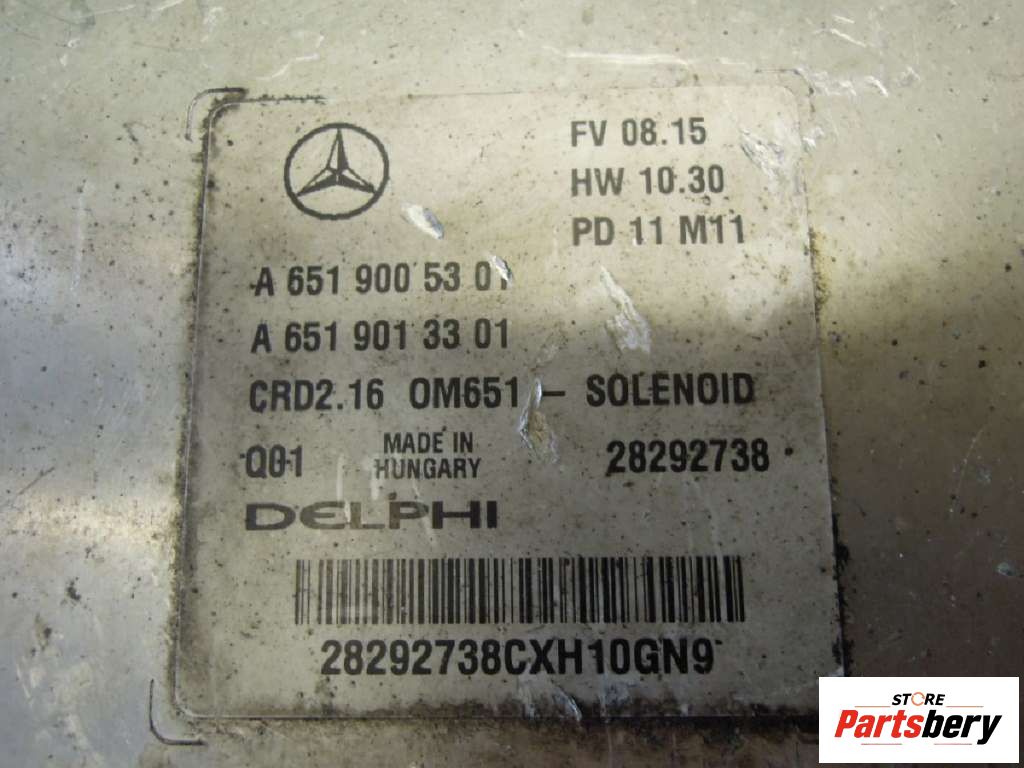 FV 08.15
HW 10.30
PD 11 M11
A 651 900 53 01
A 651 901 33 01
CRD2.16 OM651 - SOLENOID
Q01 MADE IN HUNGARY 28292738
DELPHI
28292738CXH10GN9
STORE
Partsbery